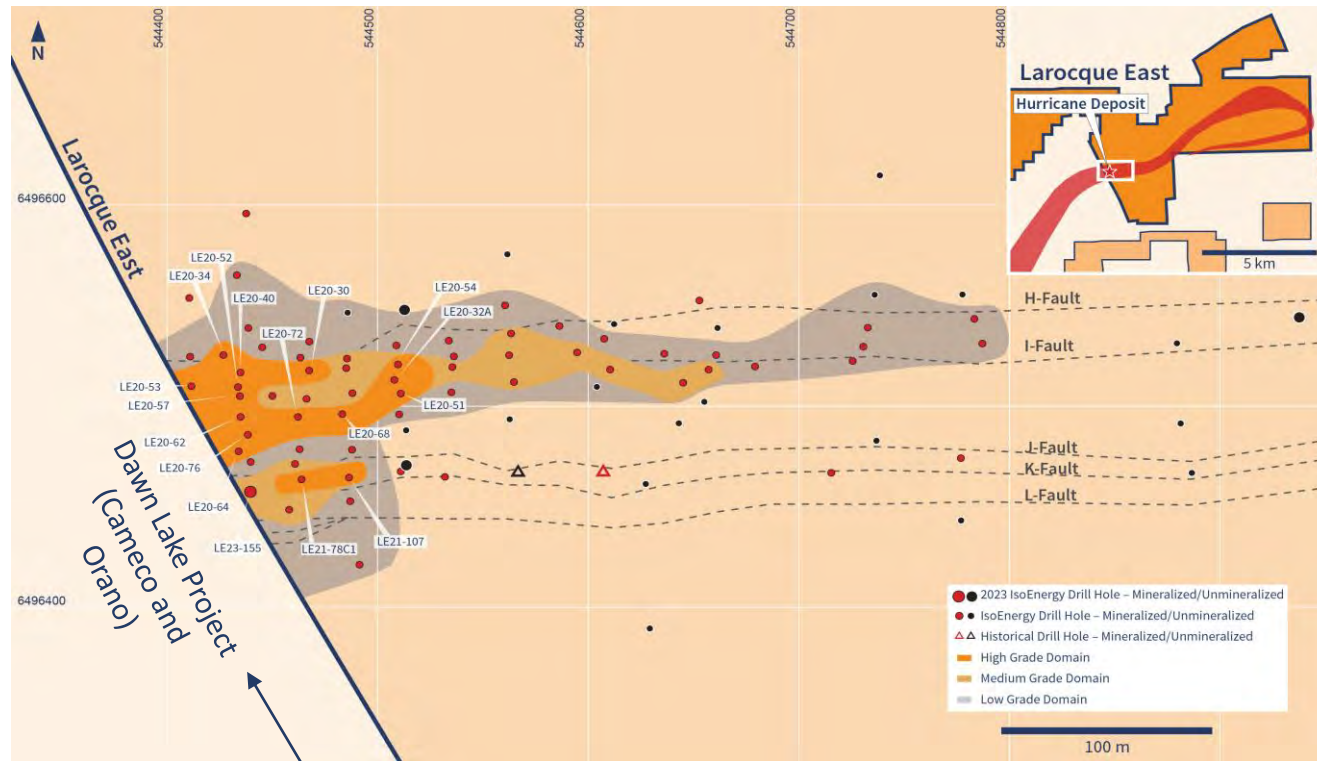 544400
544500
544600
544700
544800
N
Larocque East
Hurricane Deposit
5 km
Larocque East
6496600
LE20-52
LE20-34
LE20-40
LE20-30
LE20-54
LE20-32A
LE20-72
H-Fault
I-Fault
LE20-53
LE20-57
LE20-51
LE20-62
LE20-68
LE20-76
J-Fault
K-Fault
L-Fault
LE20-64
LE23-155
LE21-78C1
LE21-107
Dawn Lake Project
(Cameco and
Orano)
6496400
2023 IsoEnergy Drill Hole – Mineralized/Unmineralized
IsoEnergy Drill Hole – Mineralized/Unmineralized
Historical Drill Hole – Mineralized/Unmineralized
High Grade Domain
Medium Grade Domain
Low Grade Domain
100 m